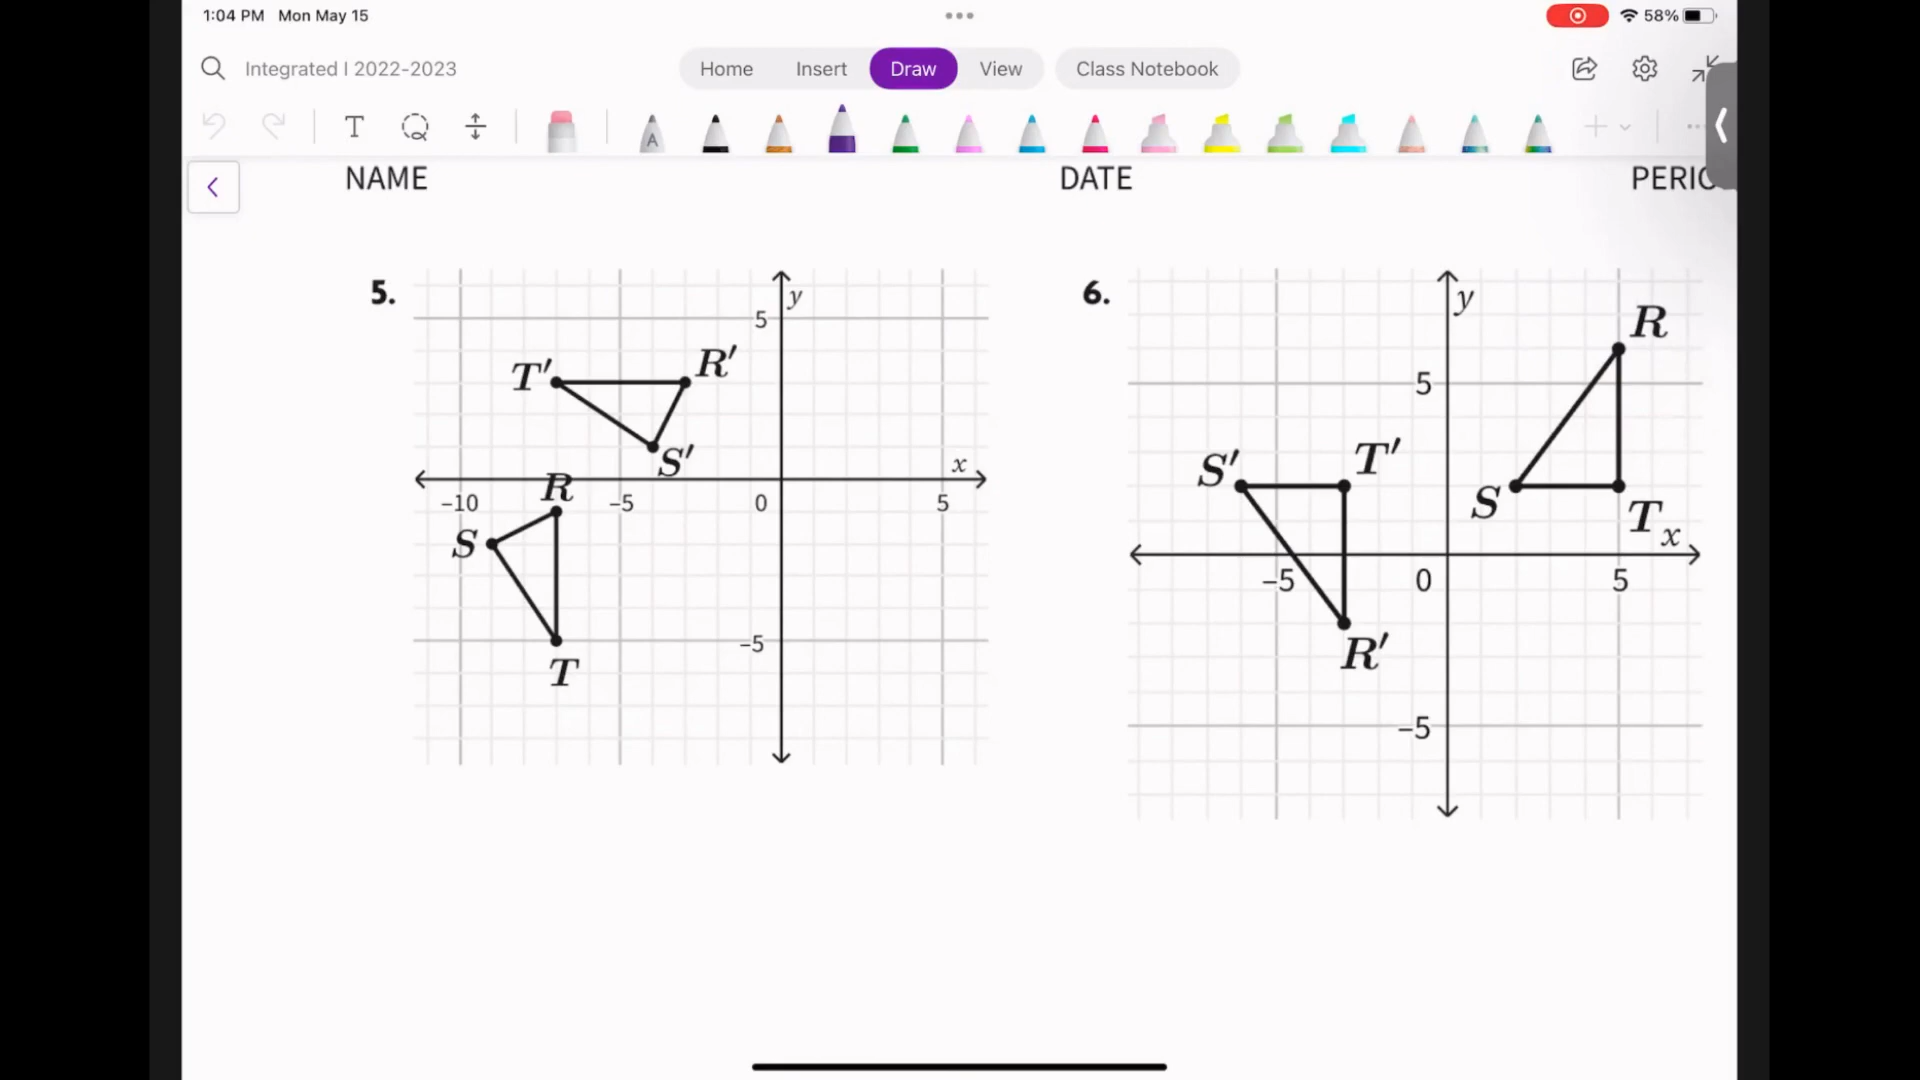 1:04 PM Mon May 15
58%
Integrated I 2022-2023
Home Insert Draw View Class Notebook
T
A
NAME DATE PERIO
5.
y
5
T′ R′
S′
x
R
−10 −5 0 5
S
−5
T
6.
y
R
5
S′ T′
S T
x
−5 0 5
R′
−5